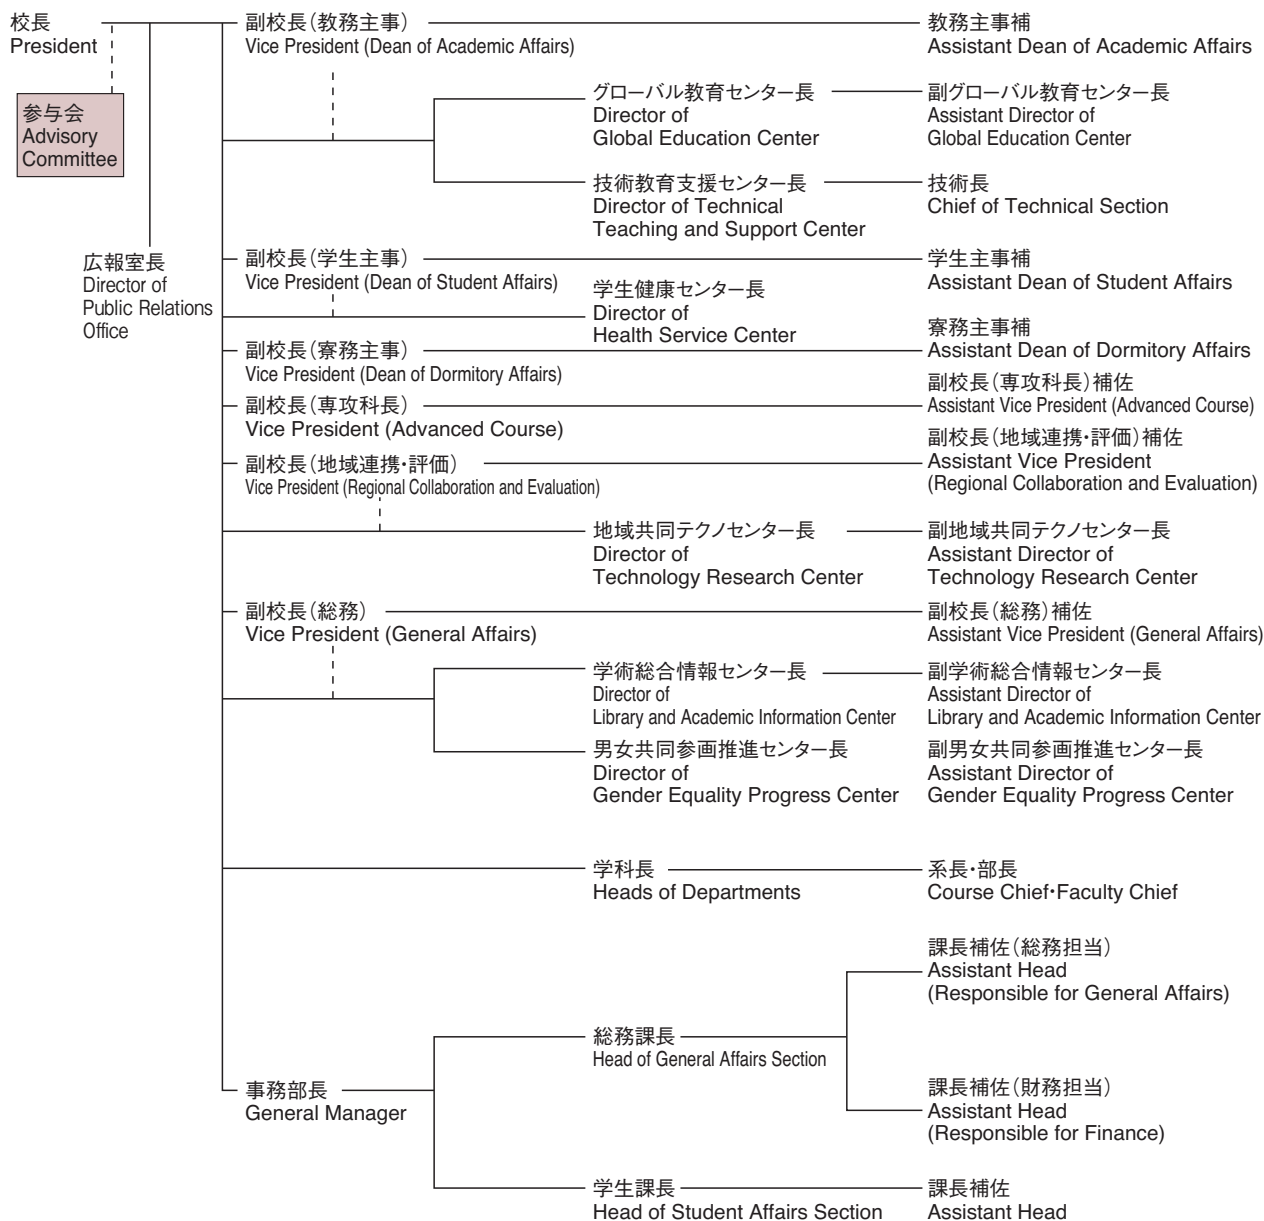 校長
President
参与会
Advisory
Committee
広報室長
Director of
Public Relations
Office
副校長(教務主事)
Vice President (Dean of Academic Affairs)
教務主事補
Assistant Dean of Academic Affairs
グローバル教育センター長
Director of
Global Education Center
副グローバル教育センター長
Assistant Director of
Global Education Center
技術教育支援センター長
Director of Technical
Teaching and Support Center
技術長
Chief of Technical Section
副校長(学生主事)
Vice President (Dean of Student Affairs)
学生主事補
Assistant Dean of Student Affairs
学生健康センター長
Director of
Health Service Center
副校長(寮務主事)
Vice President (Dean of Dormitory Affairs)
寮務主事補
Assistant Dean of Dormitory Affairs
副校長(専攻科長)
Vice President (Advanced Course)
副校長(専攻科長)補佐
Assistant Vice President (Advanced Course)
副校長(地域連携・評価)
Vice President (Regional Collaboration and Evaluation)
副校長(地域連携・評価)補佐
Assistant Vice President
(Regional Collaboration and Evaluation)
地域共同テクノセンター長
Director of
Technology Research Center
副地域共同テクノセンター長
Assistant Director of
Technology Research Center
副校長(総務)
Vice President (General Affairs)
副校長(総務)補佐
Assistant Vice President (General Affairs)
学術総合情報センター長
Director of
Library and Academic Information Center
副学術総合情報センター長
Assistant Director of
Library and Academic Information Center
男女共同参画推進センター長
Director of
Gender Equality Progress Center
副男女共同参画推進センター長
Assistant Director of
Gender Equality Progress Center
学科長
Heads of Departments
系長・部長
Course Chief・Faculty Chief
事務部長
General Manager
総務課長
Head of General Affairs Section
課長補佐(総務担当)
Assistant Head
(Responsible for General Affairs)
課長補佐(財務担当)
Assistant Head
(Responsible for Finance)
学生課長
Head of Student Affairs Section
課長補佐
Assistant Head